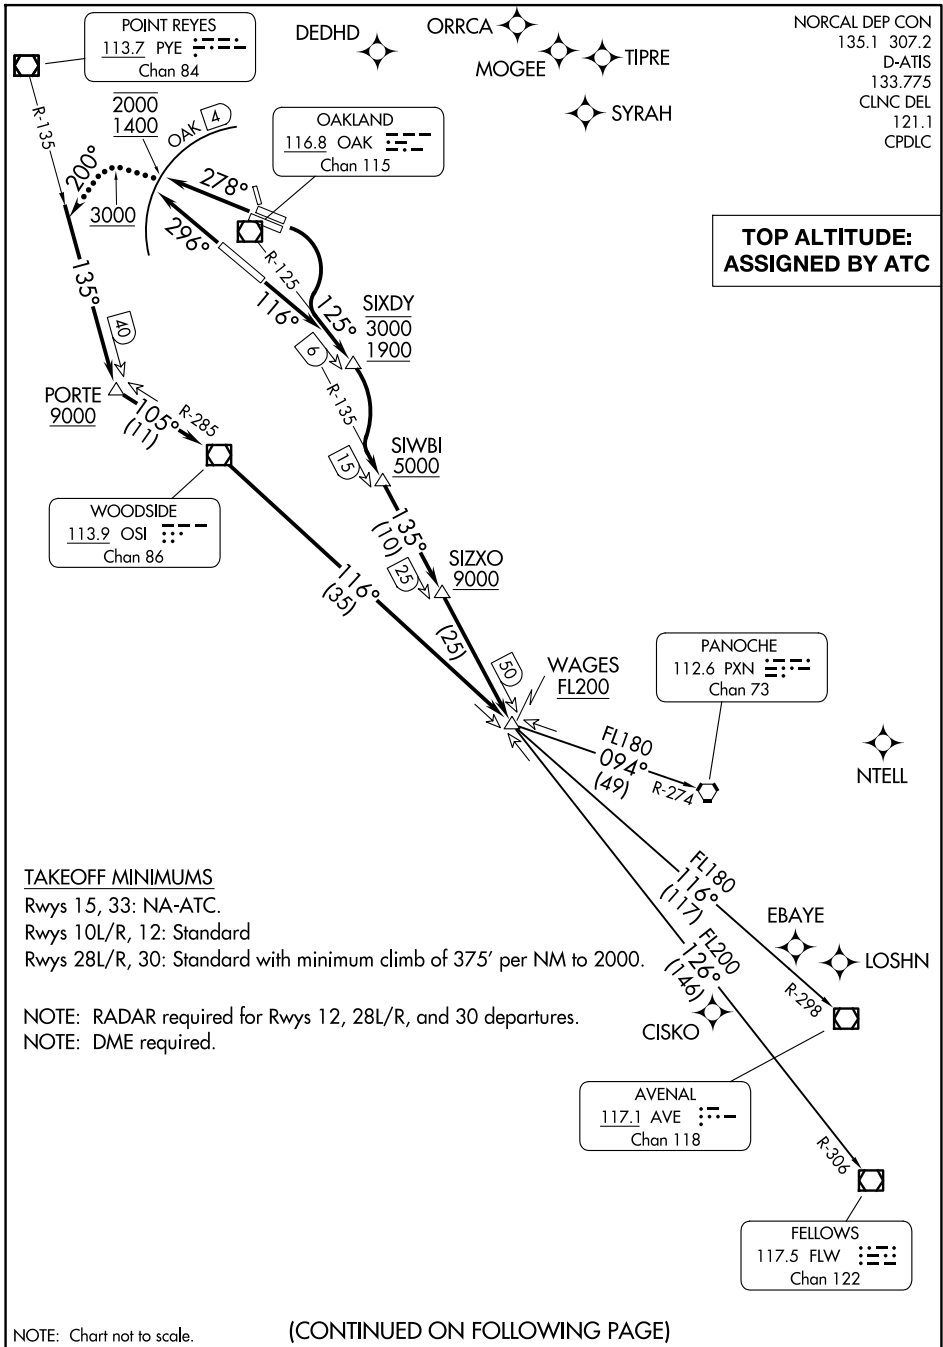 POINT REYES
113.7 PYE
Chan 84
DEDHD
ORRCA
MOGEE
TIPRE
SYRAH
NORCAL DEP CON
135.1 307.2
D-ATIS
133.775
CLNC DEL
121.1
CPDLC
TOP ALTITUDE:
ASSIGNED BY ATC
R-135
2000
1400
OAK 4
OAKLAND
116.8 OAK
Chan 115
200°
3000
278°
296°
R-125
116°
125°
135°
SIXDY
3000
1900
6
R-135
40
PORTE
9000
105°
(11)
R-285
WOODSIDE
113.9 OSI
Chan 86
15
SIWBI
5000
135°
(10)
25
SIZXO
9000
116°
(35)
(25)
50
WAGES
FL200
PANOCHE
112.6 PXN
Chan 73
FL180
094°
(49)
R-274
NTELL
TAKEOFF MINIMUMS
Rwys 15, 33: NA-ATC.
Rwys 10L/R, 12: Standard
Rwys 28L/R, 30: Standard with minimum climb of 375' per NM to 2000.
NOTE: RADAR required for Rwys 12, 28L/R, and 30 departures.
NOTE: DME required.
FL180
116°
(117)
FL200
126°
(146)
EBAYE
LOSHN
CISKO
R-298
AVENAL
117.1 AVE
Chan 118
R-306
FELLOWS
117.5 FLW
Chan 122
NOTE: Chart not to scale.
(CONTINUED ON FOLLOWING PAGE)